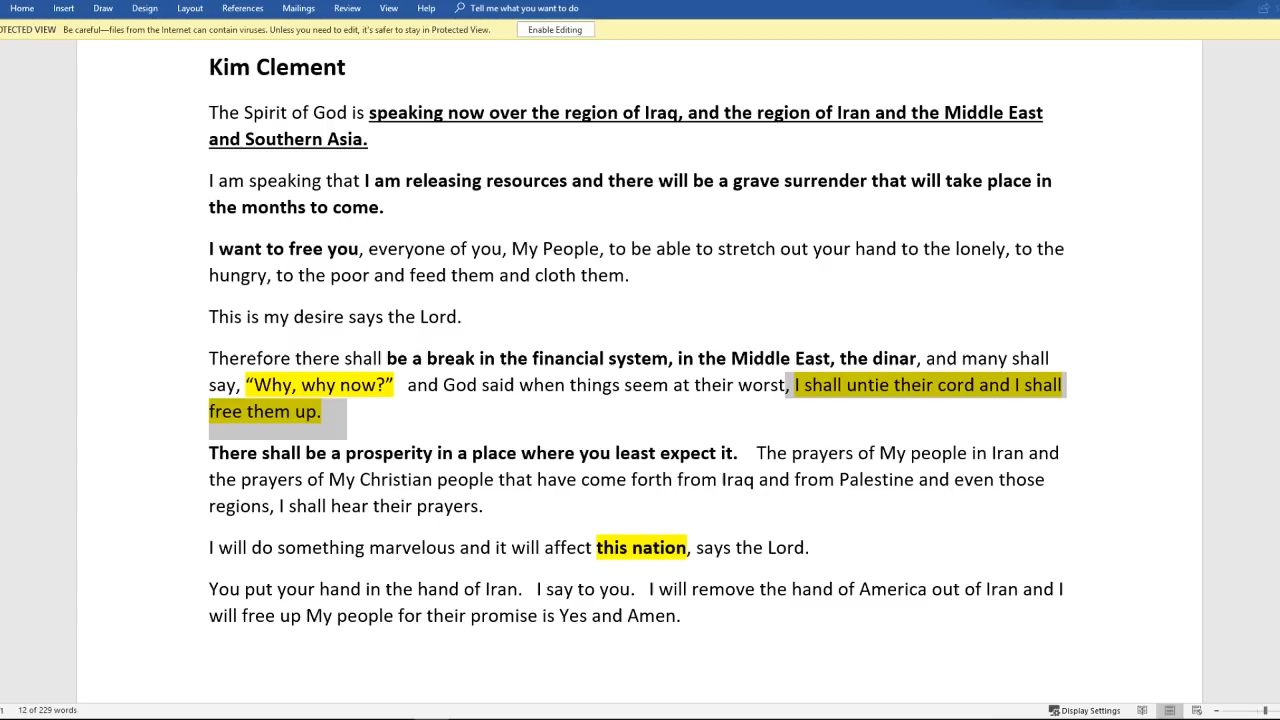 Home Insert Draw Design Layout References Mailings Review View Help Tell me what you want to do
OTECTED VIEW Be careful—files from the Internet can contain viruses. Unless you need to edit, it's safer to stay in Protected View. Enable Editing
Kim Clement
The Spirit of God is speaking now over the region of Iraq, and the region of Iran and the Middle East
and Southern Asia.
I am speaking that I am releasing resources and there will be a grave surrender that will take place in
the months to come.
I want to free you, everyone of you, My People, to be able to stretch out your hand to the lonely, to the
hungry, to the poor and feed them and cloth them.
This is my desire says the Lord.
Therefore there shall be a break in the financial system, in the Middle East, the dinar, and many shall
say, “Why, why now?” and God said when things seem at their worst, I shall untie their cord and I shall
free them up.
There shall be a prosperity in a place where you least expect it. The prayers of My people in Iran and
the prayers of My Christian people that have come forth from Iraq and from Palestine and even those
regions, I shall hear their prayers.
I will do something marvelous and it will affect this nation, says the Lord.
You put your hand in the hand of Iran. I say to you. I will remove the hand of America out of Iran and I
will free up My people for their promise is Yes and Amen.
1 12 of 229 words Display Settings